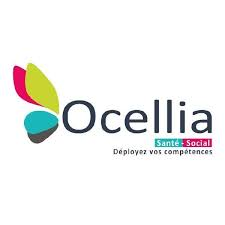 Ocellia
Santé - Social
Déployez vos compétences